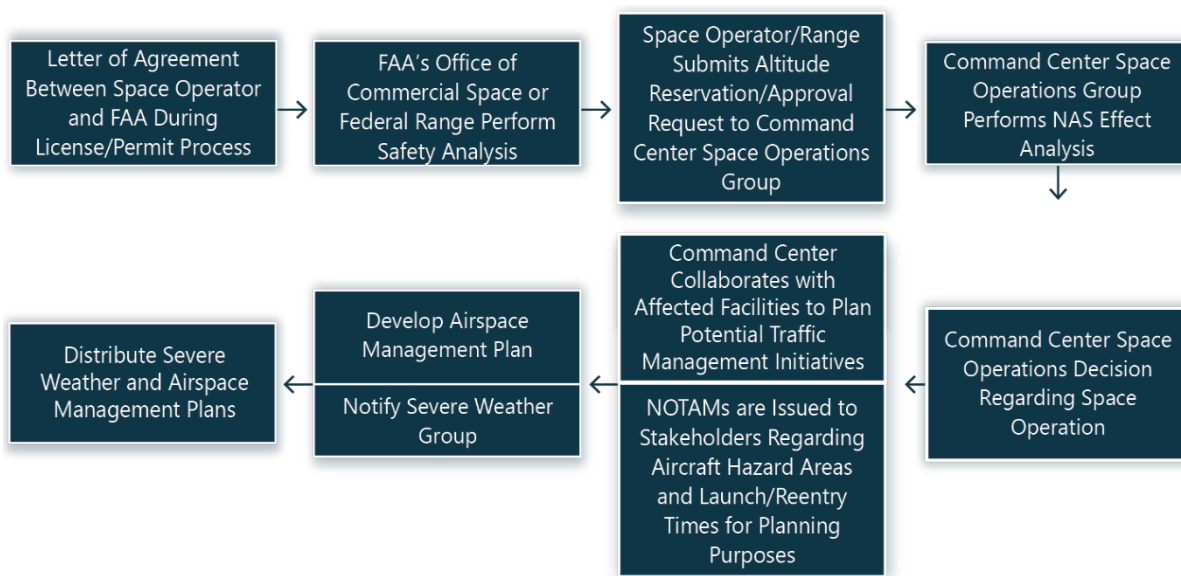 Letter of Agreement
Between Space Operator
and FAA During
License/Permit Process
FAA's Office of
Commercial Space or
Federal Range Perform
Safety Analysis
Space Operator/Range
Submits Altitude
Reservation/Approval
Request to Command
Center Space Operations
Group
Command Center Space
Operations Group
Performs NAS Effect
Analysis
Command Center Space
Operations Decision
Regarding Space
Operation
Command Center
Collaborates with
Affected Facilities to Plan
Potential Traffic
Management Initiatives
NOTAMs are Issued to
Stakeholders Regarding
Aircraft Hazard Areas
and Launch/Reentry
Times for Planning
Purposes
Develop Airspace
Management Plan
Notify Severe Weather
Group
Distribute Severe
Weather and Airspace
Management Plans